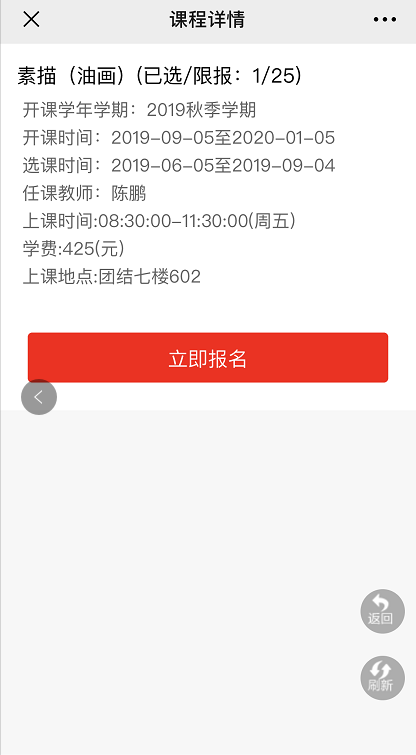 课程详情
素描（油画）(已选/限报：1/25)
开课学年学期：2019秋季学期
开课时间：2019-09-05至2020-01-05
选课时间：2019-06-05至2019-09-04
任课教师：陈鹏
上课时间:08:30:00-11:30:00(周五)
学费:425(元)
上课地点:团结七楼602
立即报名
返回
刷新